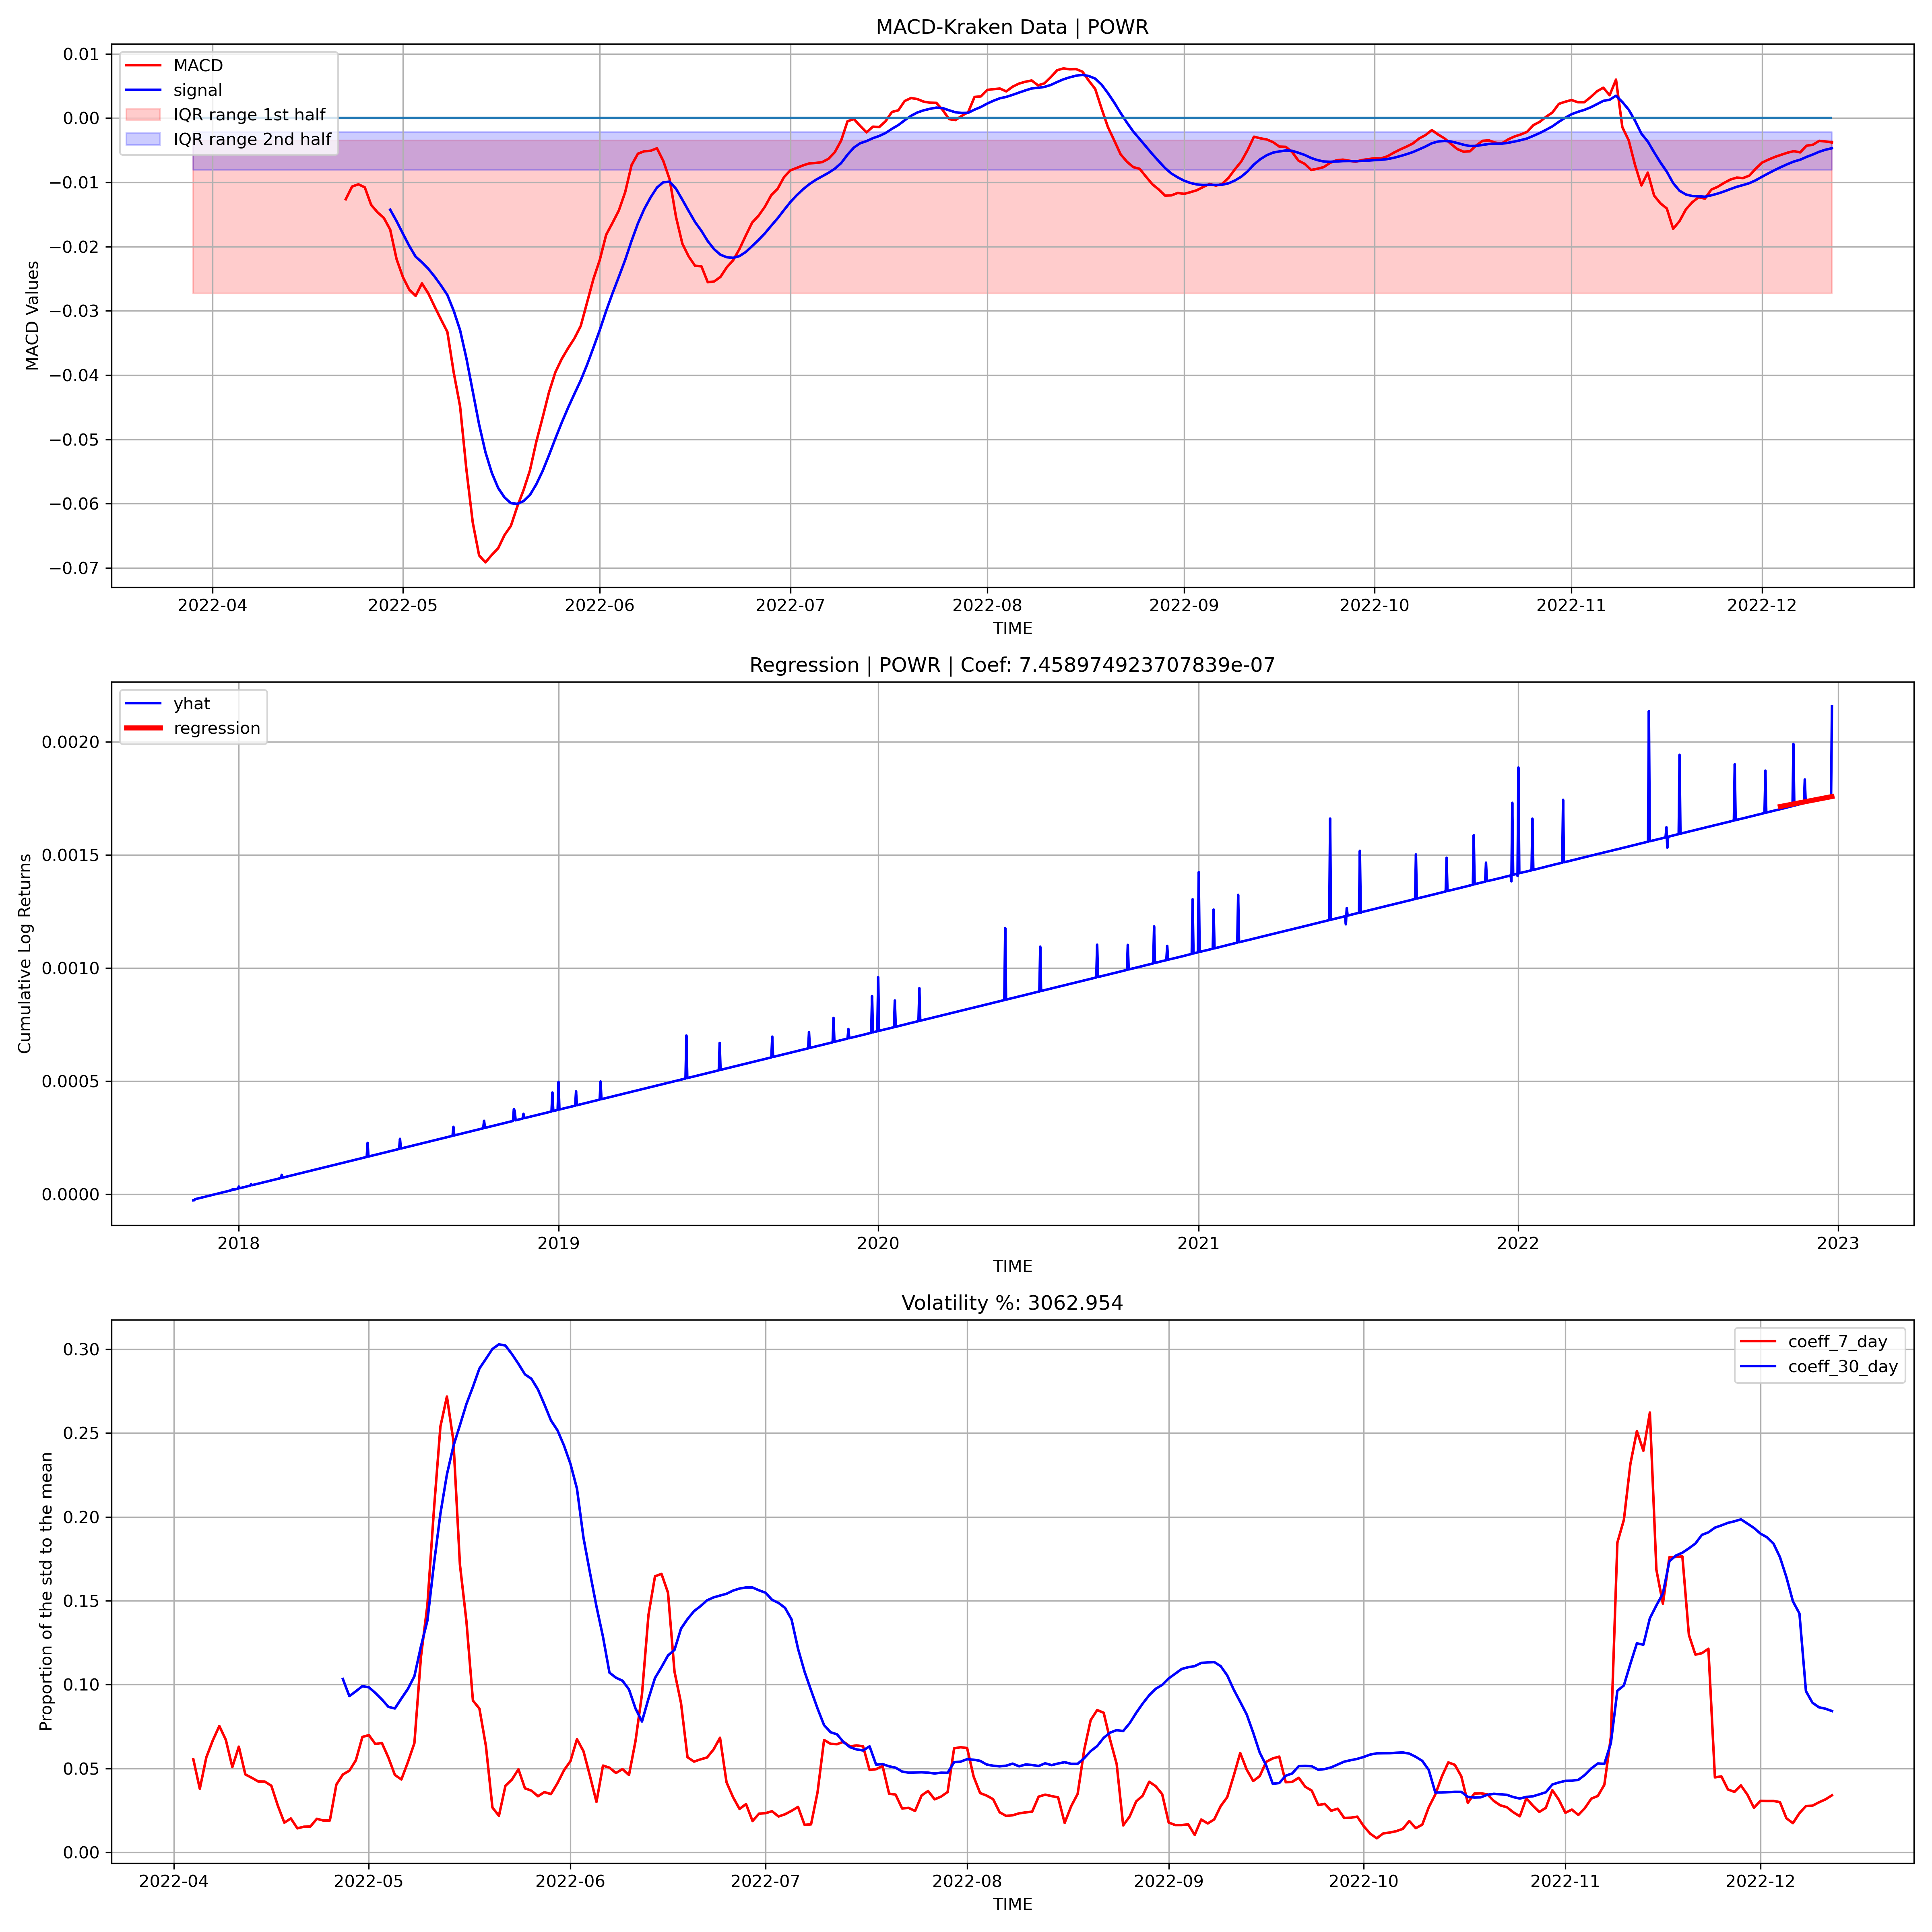 MACD-Kraken Data | POWR
MACD
signal
IQR range 1st half
IQR range 2nd half
MACD Values
0.01
0.00
−0.01
−0.02
−0.03
−0.04
−0.05
−0.06
−0.07
2022-04 2022-05 2022-06 2022-07 2022-08 2022-09 2022-10 2022-11 2022-12
TIME
Regression | POWR | Coef: 7.458974923707839e-07
yhat
regression
Cumulative Log Returns
0.0020
0.0015
0.0010
0.0005
0.0000
2018 2019 2020 2021 2022 2023
TIME
Volatility %: 3062.954
coeff_7_day
coeff_30_day
Proportion of the std to the mean
0.30
0.25
0.20
0.15
0.10
0.05
0.00
2022-04 2022-05 2022-06 2022-07 2022-08 2022-09 2022-10 2022-11 2022-12
TIME